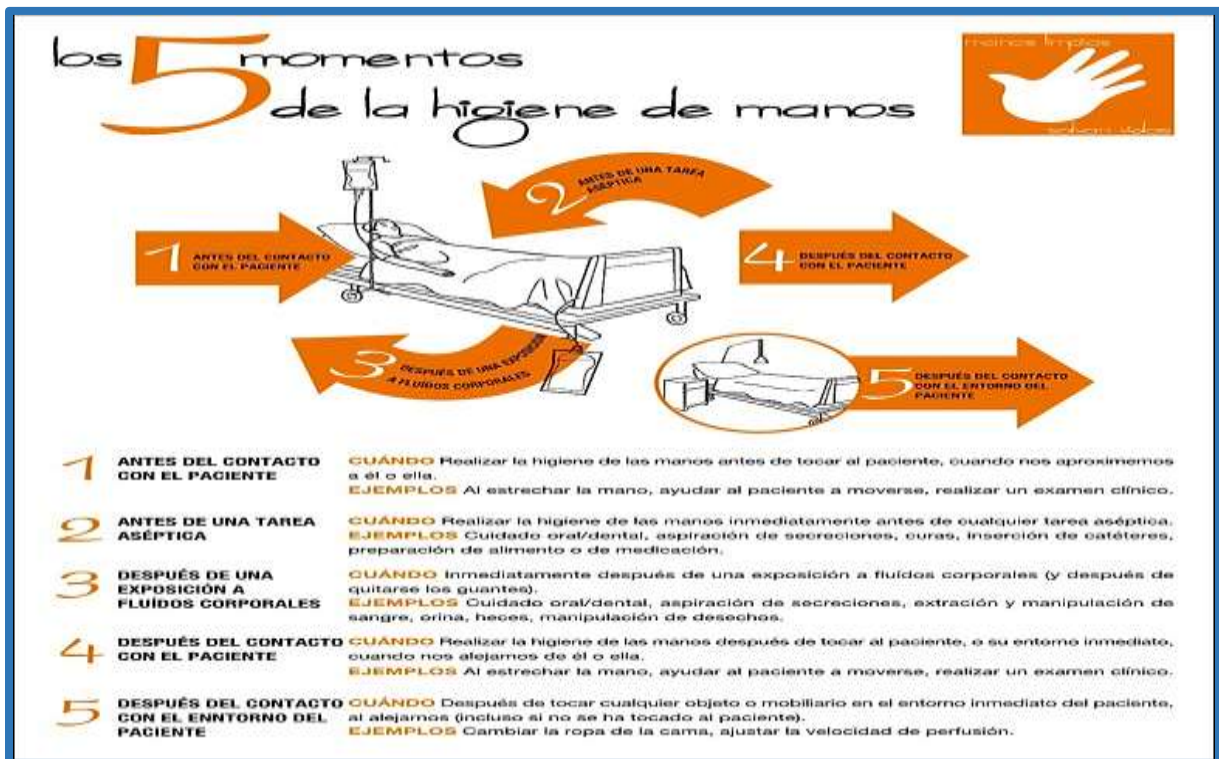 los 5 momentos
de la higiene de manos
manos limpias
salvan vidas
1 ANTES DEL CONTACTO
CON EL PACIENTE
2 ANTES DE UNA TAREA
ASÉPTICA
3 DESPUÉS DE UNA EXPOSICIÓN
A FLUÍDOS CORPORALES
4 DESPUÉS DEL CONTACTO
CON EL PACIENTE
5 DESPUÉS DEL CONTACTO
CON EL ENTORNO DEL
PACIENTE
1 ANTES DEL CONTACTO
CON EL PACIENTE
CUÁNDO Realizar la higiene de las manos antes de tocar al paciente, cuando nos aproximemos
a él o ella.
EJEMPLOS Al estrechar la mano, ayudar al paciente a moverse, realizar un examen clínico.
2 ANTES DE UNA TAREA
ASÉPTICA
CUÁNDO Realizar la higiene de las manos inmediatamente antes de cualquier tarea aséptica.
EJEMPLOS Cuidado oral/dental, aspiración de secreciones, curas, inserción de catéteres,
preparación de alimento o de medicación.
3 DESPUÉS DE UNA
EXPOSICIÓN A
FLUÍDOS CORPORALES
CUÁNDO Inmediatamente después de una exposición a fluídos corporales (y después de
quitarse los guantes).
EJEMPLOS Cuidado oral/dental, aspiración de secreciones, extración y manipulación de
sangre, orina, heces, manipulación de desechos.
4 DESPUÉS DEL CONTACTO
CON EL PACIENTE
CUÁNDO Realizar la higiene de las manos después de tocar al paciente, o su entorno inmediato,
cuando nos alejamos de él o ella.
EJEMPLOS Al estrechar la mano, ayudar al paciente a moverse, realizar un examen clínico.
5 DESPUÉS DEL CONTACTO
CON EL ENNTORNO DEL
PACIENTE
CUÁNDO Después de tocar cualquier objeto o mobiliario en el entorno inmediato del paciente,
al alejarnos (incluso si no se ha tocado al paciente).
EJEMPLOS Cambiar la ropa de la cama, ajustar la velocidad de perfusión.